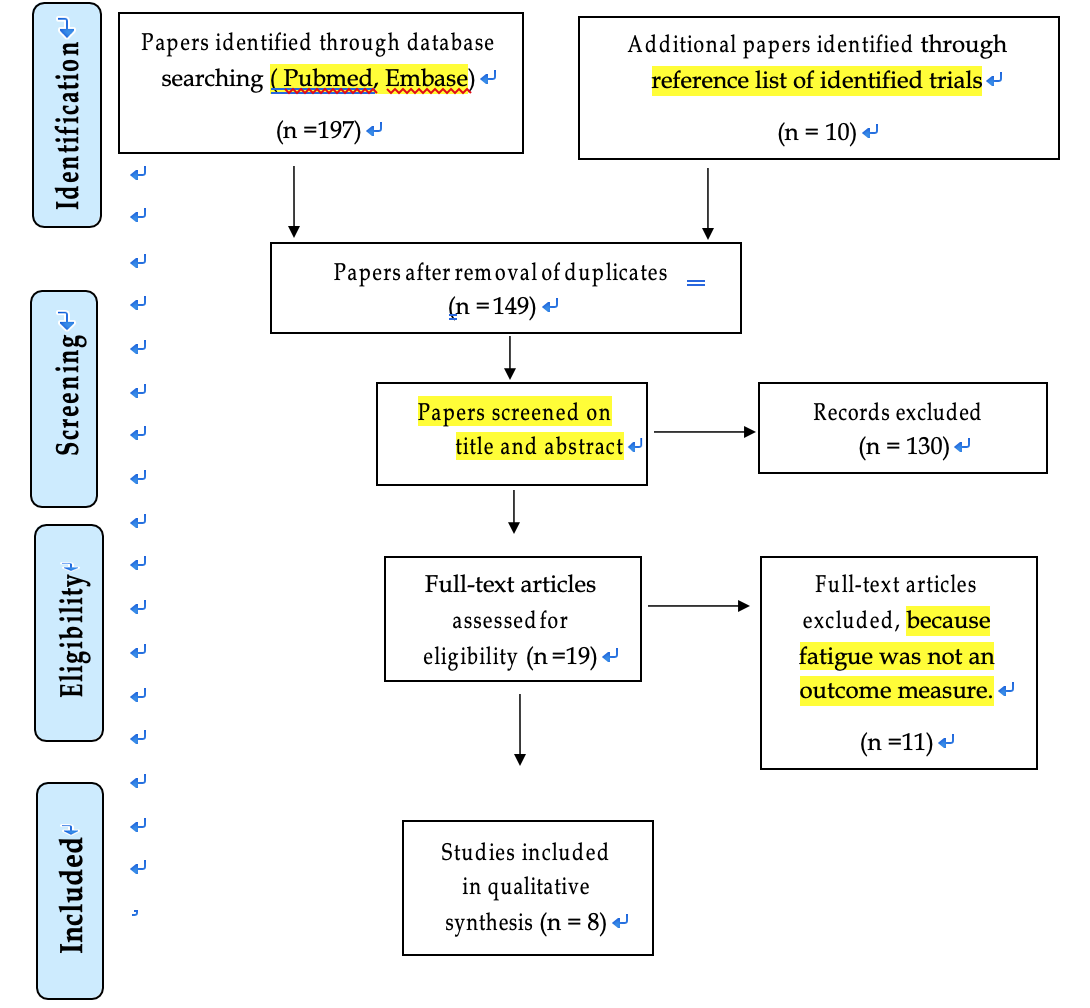 Identification
Papers identified through database
searching ( Pubmed, Embase)
(n =197)
Additional papers identified through
reference list of identified trials
(n = 10)
Papers after removal of duplicates
(n = 149)
Screening
Papers screened on
title and abstract
Records excluded
(n = 130)
Eligibility
Full-text articles
assessed for
eligibility (n =19)
Full-text articles
excluded, because
fatigue was not an
outcome measure.
(n =11)
Included
Studies included
in qualitative
synthesis (n = 8)